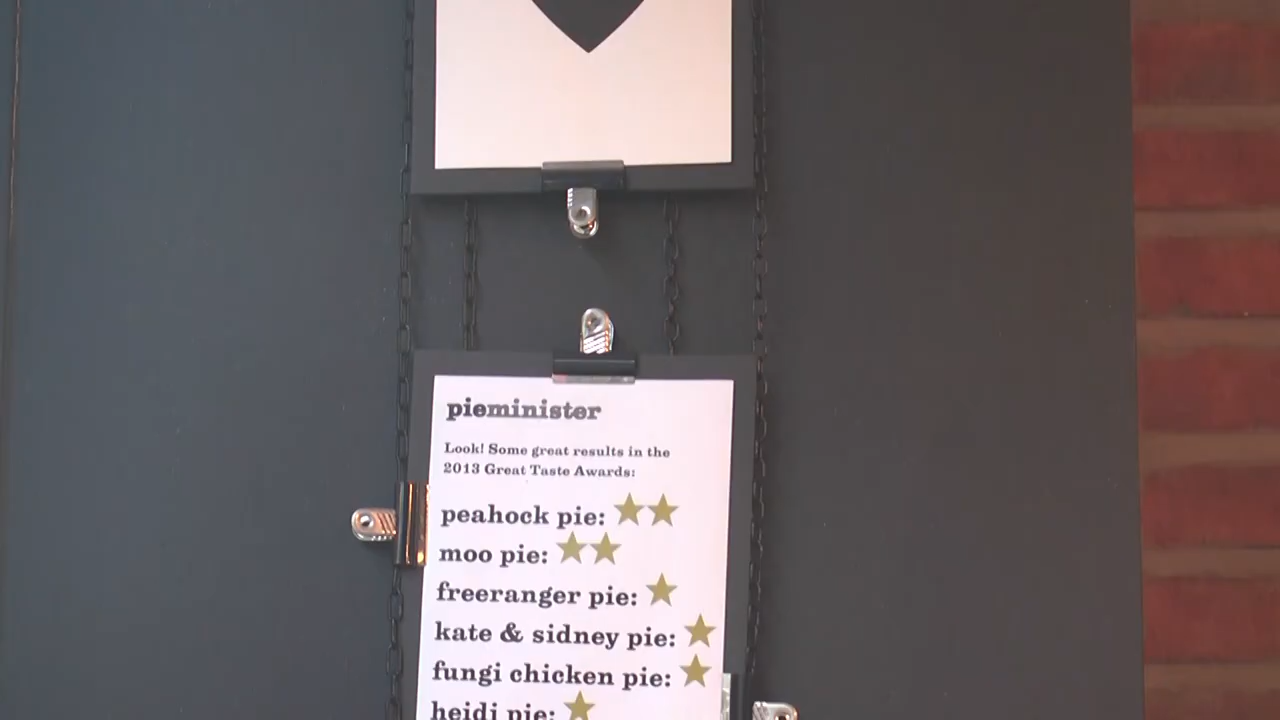 pieminister
Look! Some great results in the
2013 Great Taste Awards:
peahock pie:
moo pie:
freeranger pie:
kate & sidney pie:
fungi chicken pie:
heidi pie: